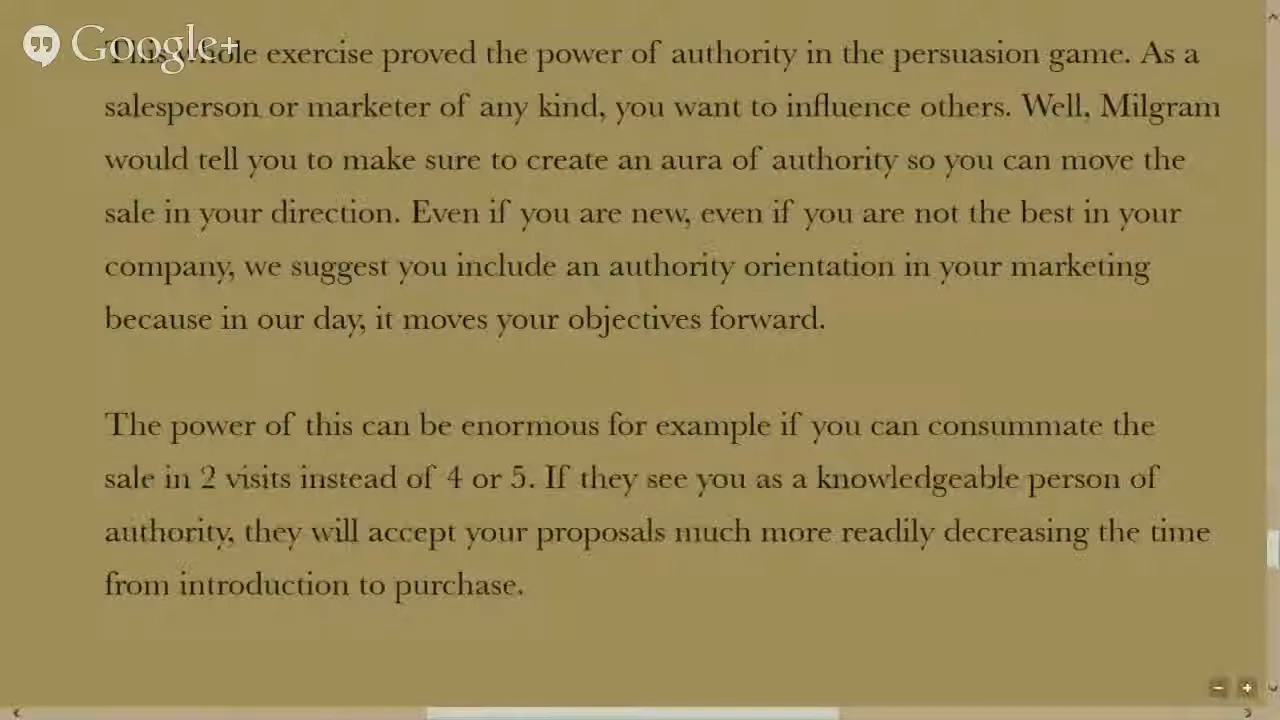 Google+
This whole exercise proved the power of authority in the persuasion game. As a
salesperson or marketer of any kind, you want to influence others. Well, Milgram
would tell you to make sure to create an aura of authority so you can move the
sale in your direction. Even if you are new, even if you are not the best in your
company, we suggest you include an authority orientation in your marketing
because in our day, it moves your objectives forward.
The power of this can be enormous for example if you can consummate the
sale in 2 visits instead of 4 or 5. If they see you as a knowledgeable person of
authority, they will accept your proposals much more readily decreasing the time
from introduction to purchase.